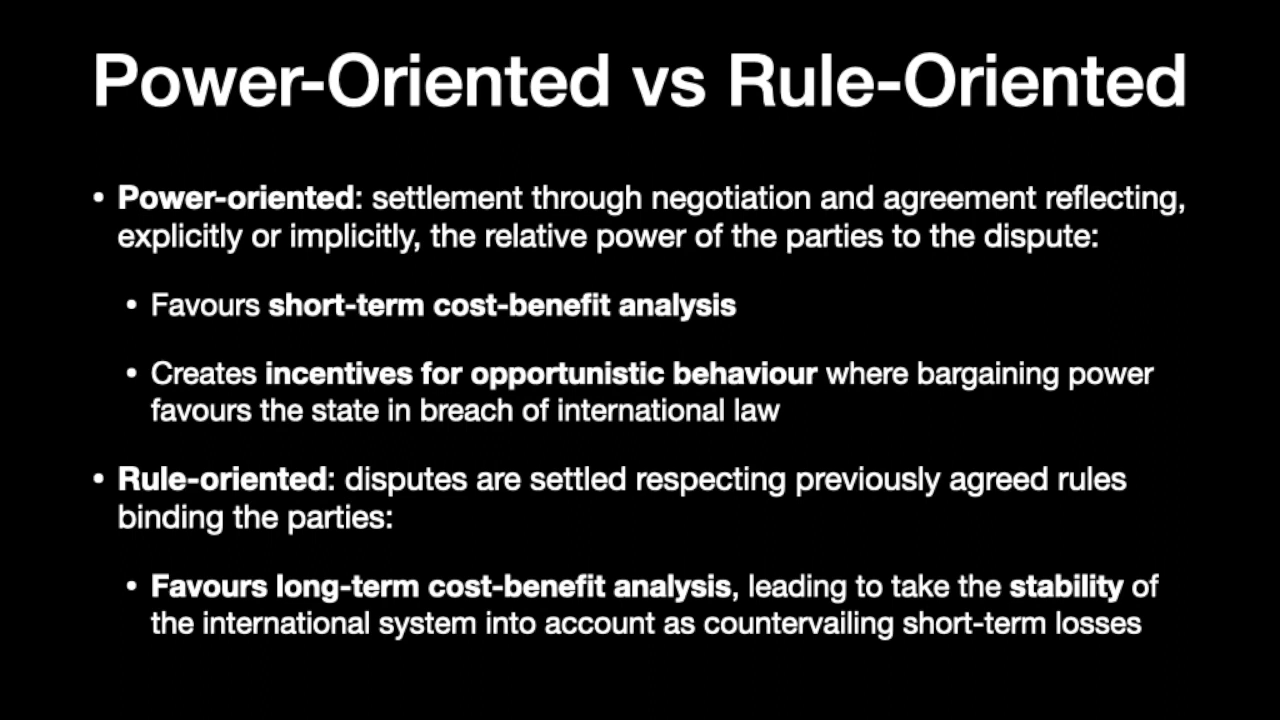 Power-Oriented vs Rule-Oriented
• Power-oriented: settlement through negotiation and agreement reflecting,
explicitly or implicitly, the relative power of the parties to the dispute:
• Favours short-term cost-benefit analysis
• Creates incentives for opportunistic behaviour where bargaining power
favours the state in breach of international law
• Rule-oriented: disputes are settled respecting previously agreed rules
binding the parties:
• Favours long-term cost-benefit analysis, leading to take the stability of
the international system into account as countervailing short-term losses